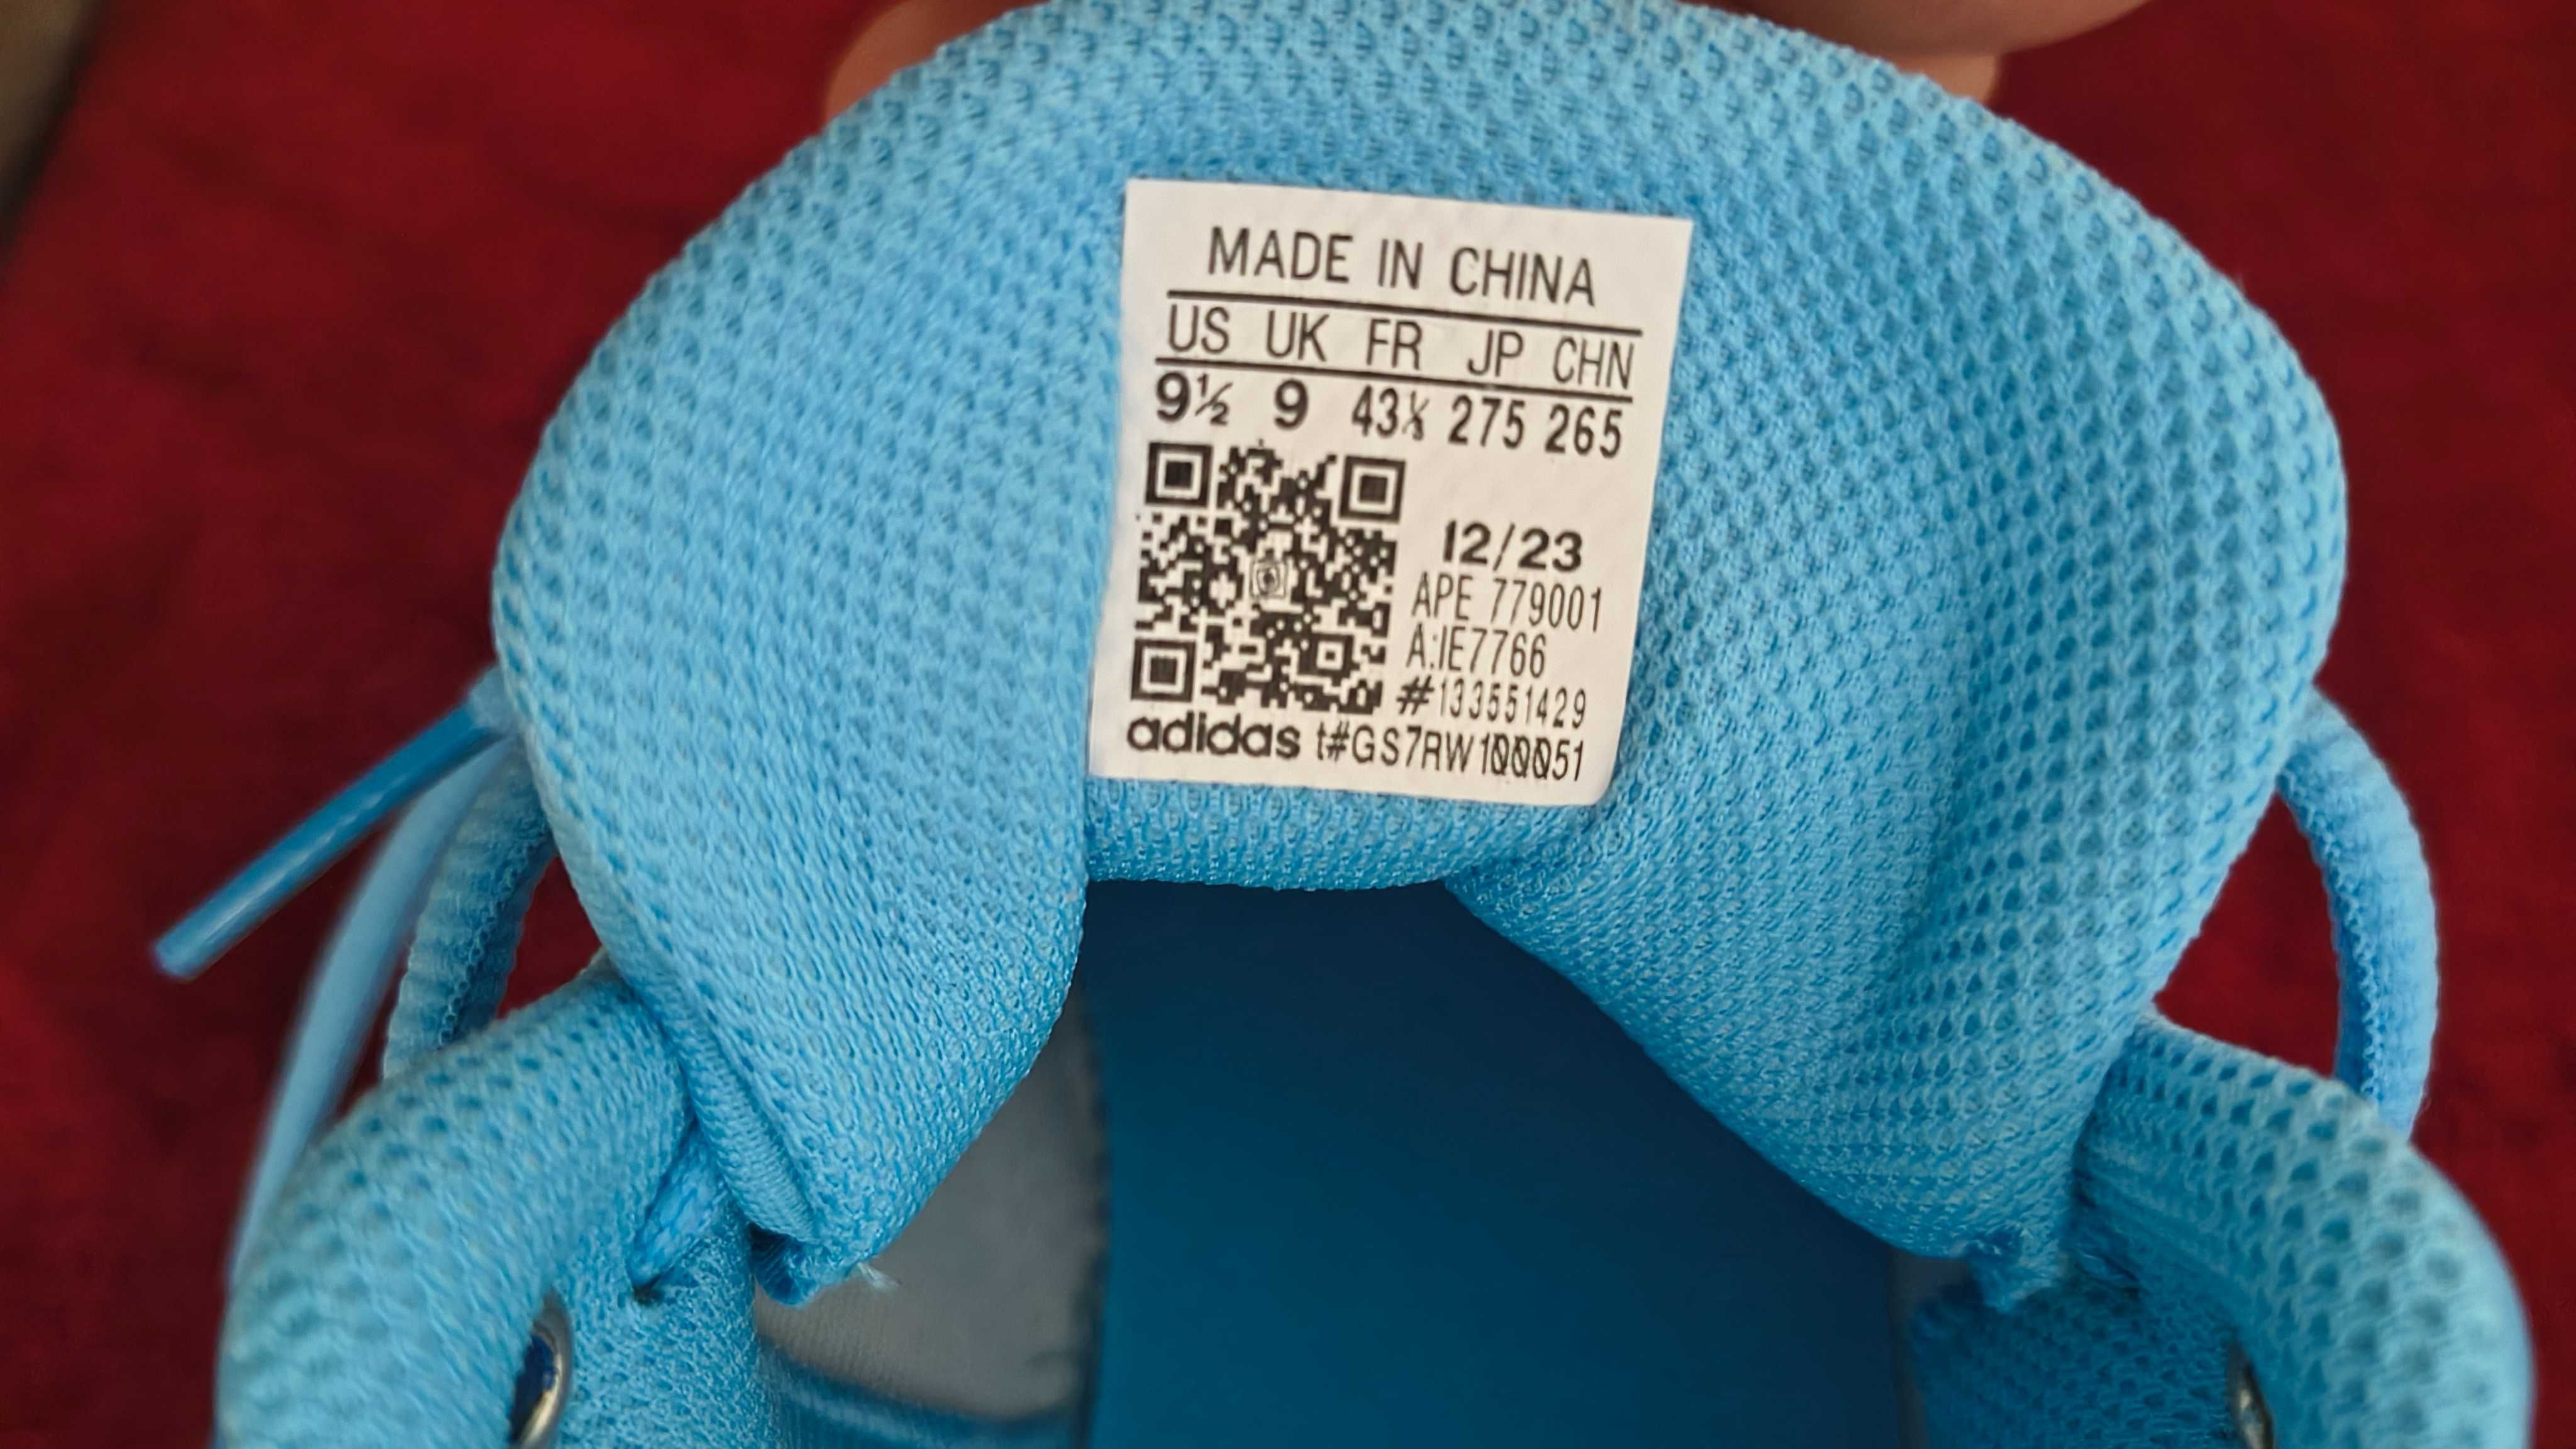 MADE IN CHINA
US UK FR JP CHN
9½ 9 43⅓ 275 265
12/23
APE 779001
A:IE7766
#133551429
adidas t#GS7RW100051